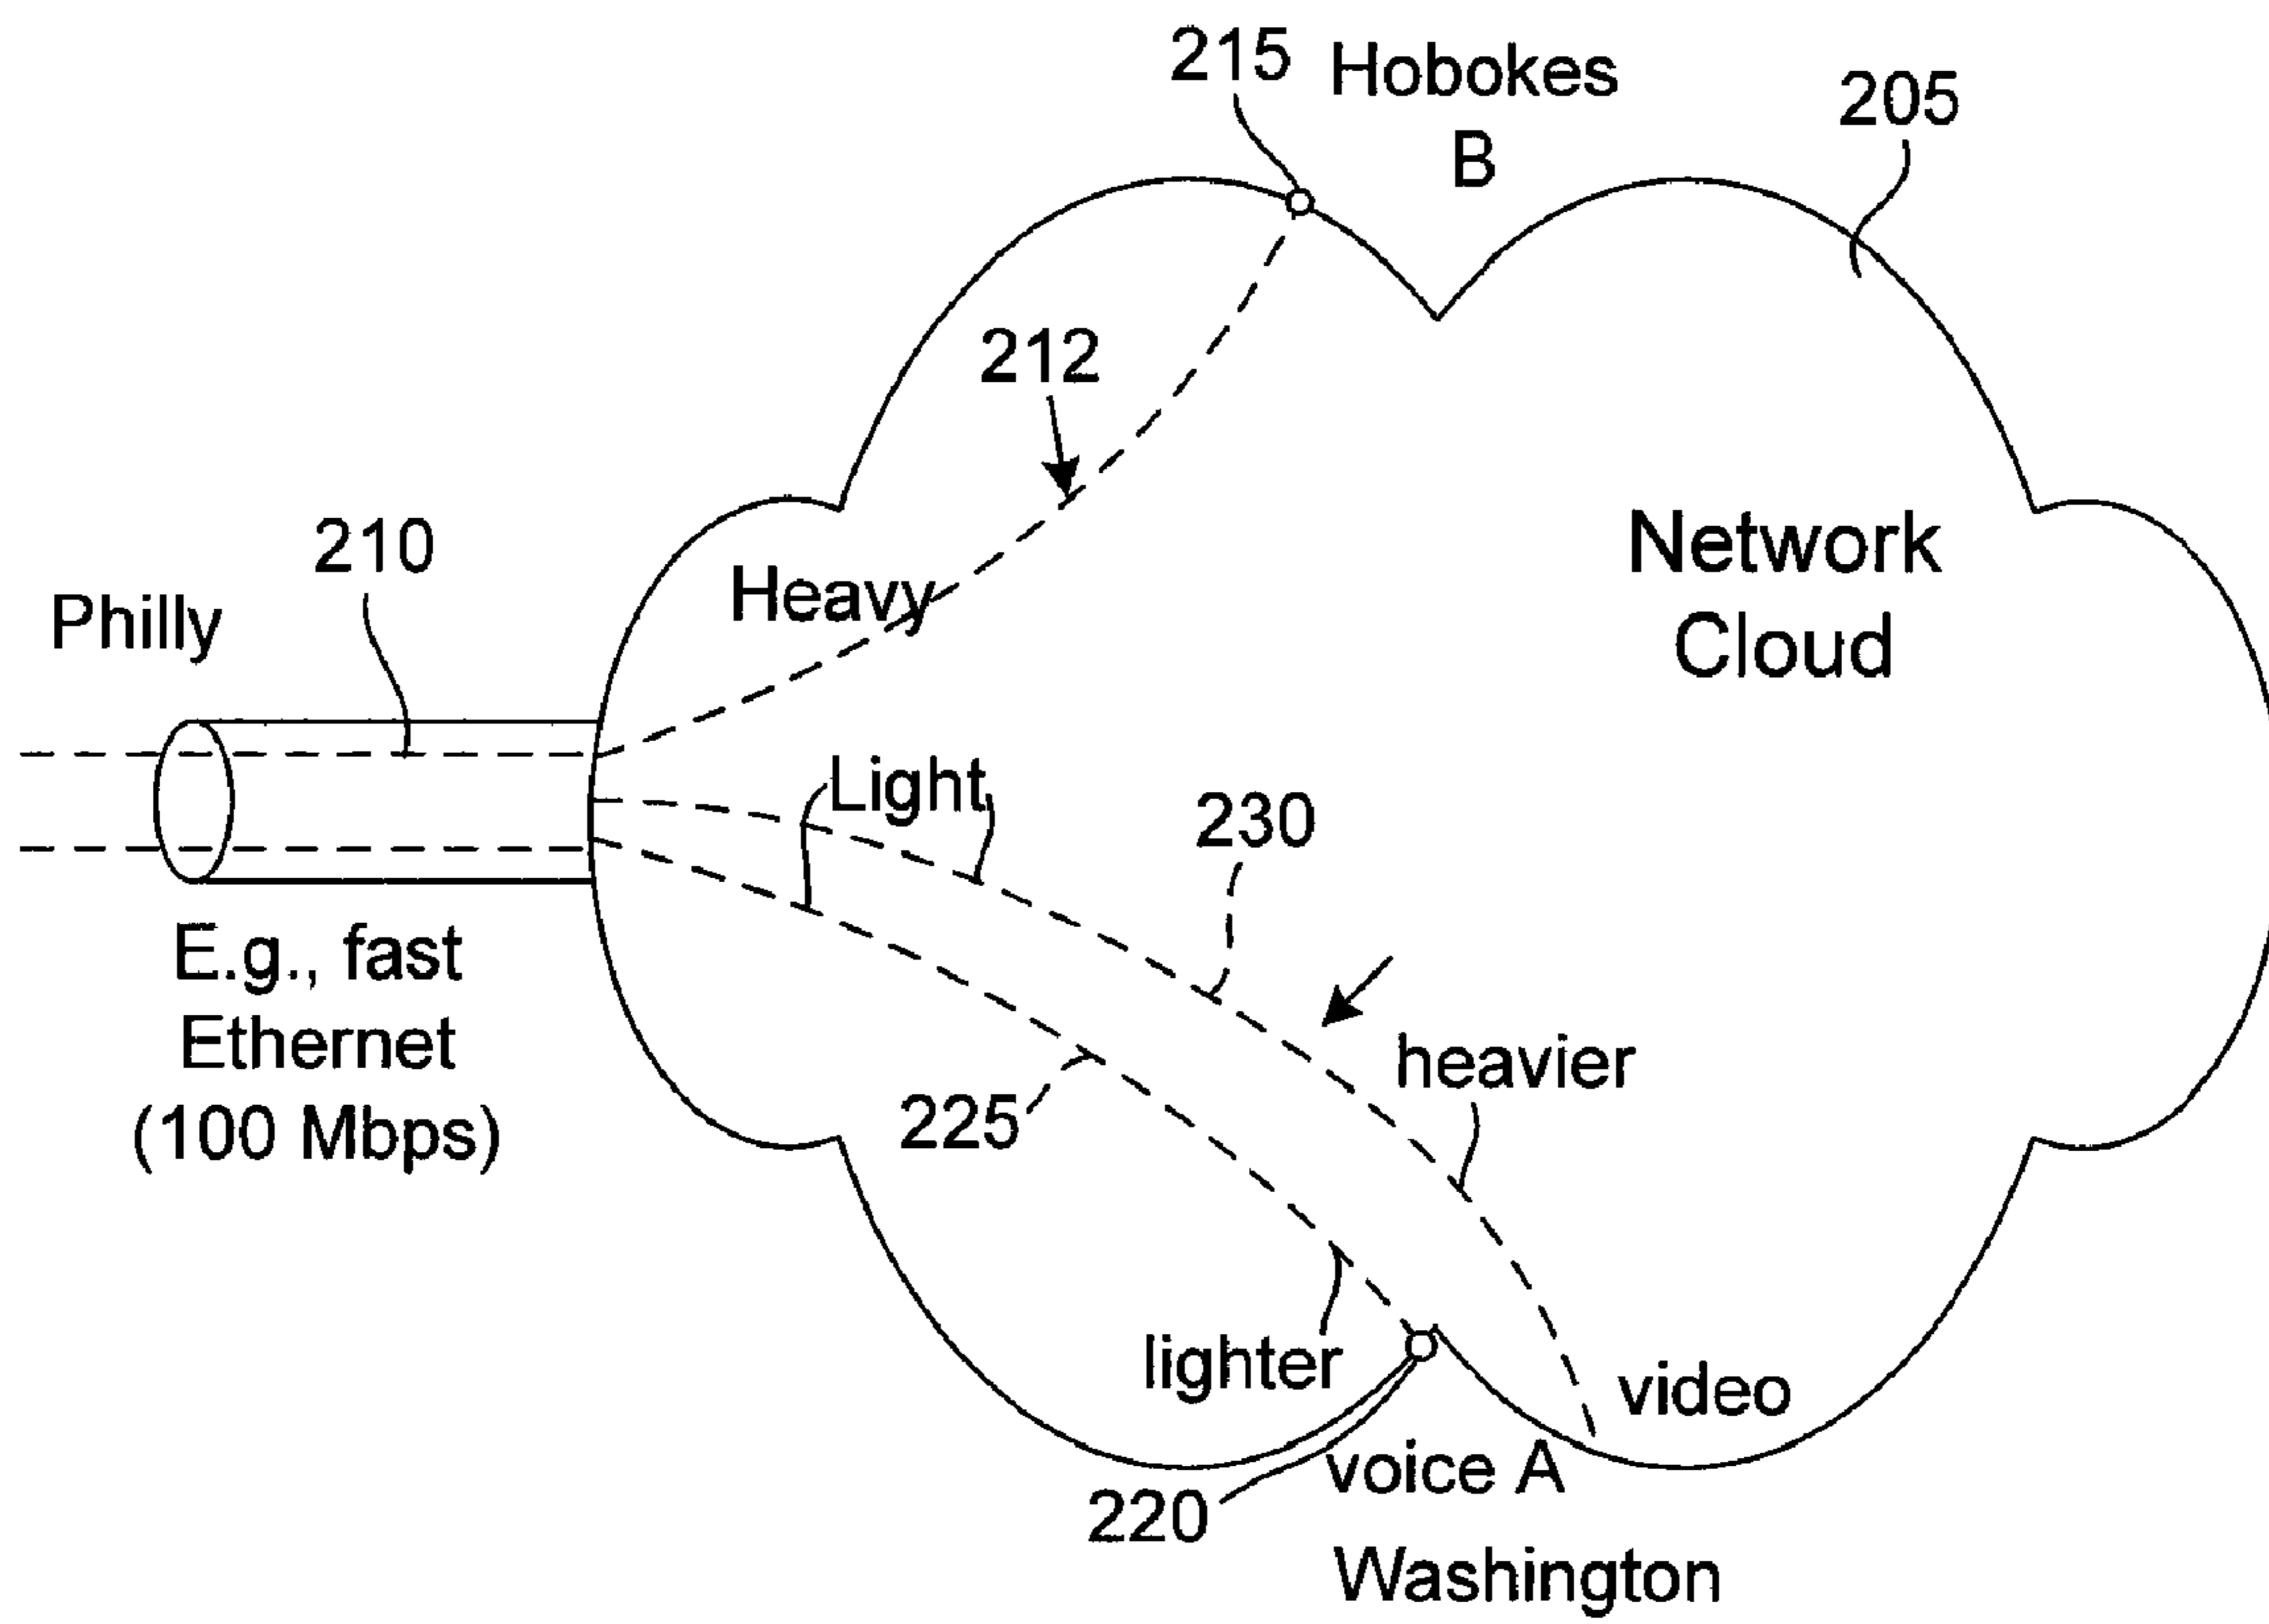 215
Hobokes
B
205
212
210
Philly
Heavy
Network
Cloud
Light
230
E.g., fast
Ethernet
(100 Mbps)
heavier
225
lighter
video
voice A
220
Washington